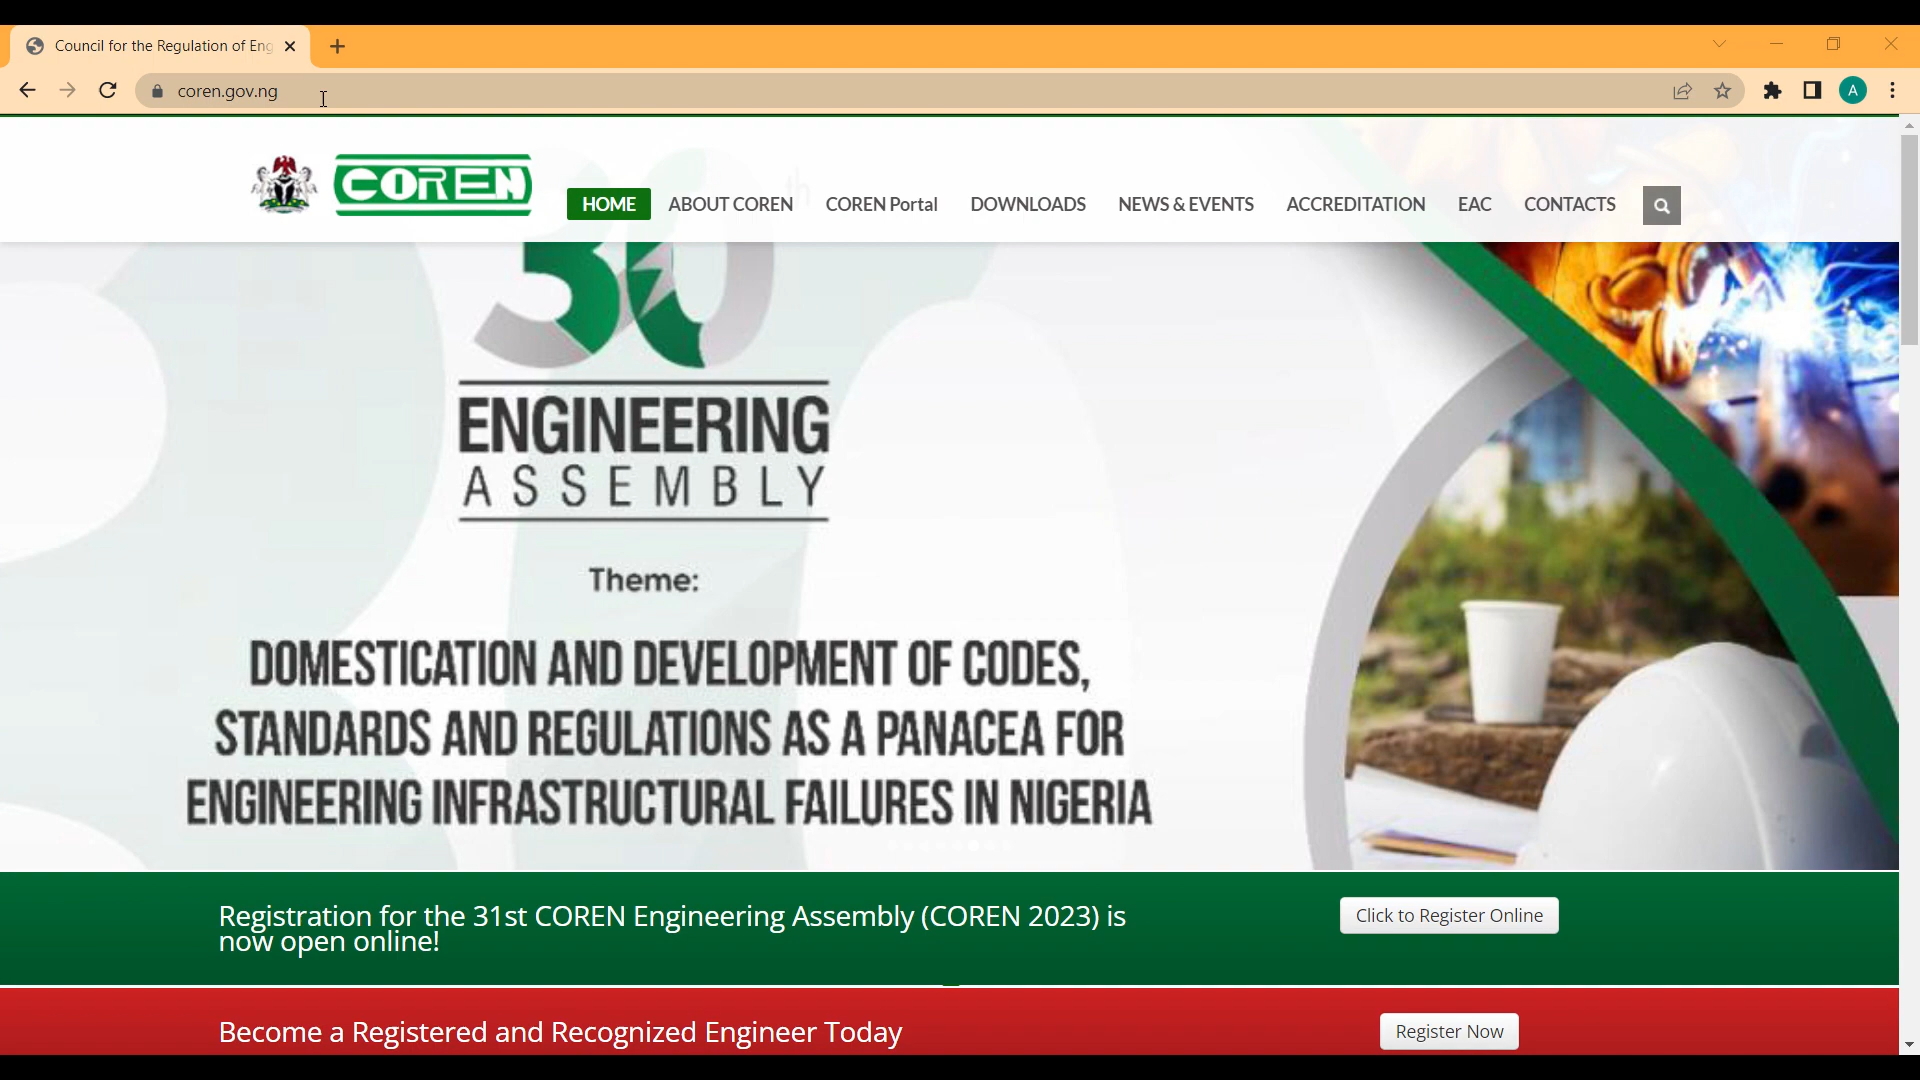 Council for the Regulation of Eng
coren.gov.ng
A
COREN
HOME
ABOUT COREN
COREN Portal
DOWNLOADS
NEWS & EVENTS
ACCREDITATION
EAC
CONTACTS
30th
ENGINEERING
ASSEMBLY
Theme:
DOMESTICATION AND DEVELOPMENT OF CODES,
STANDARDS AND REGULATIONS AS A PANACEA FOR
ENGINEERING INFRASTRUCTURAL FAILURES IN NIGERIA
Registration for the 31st COREN Engineering Assembly (COREN 2023) is
now open online!
Click to Register Online
Become a Registered and Recognized Engineer Today
Register Now